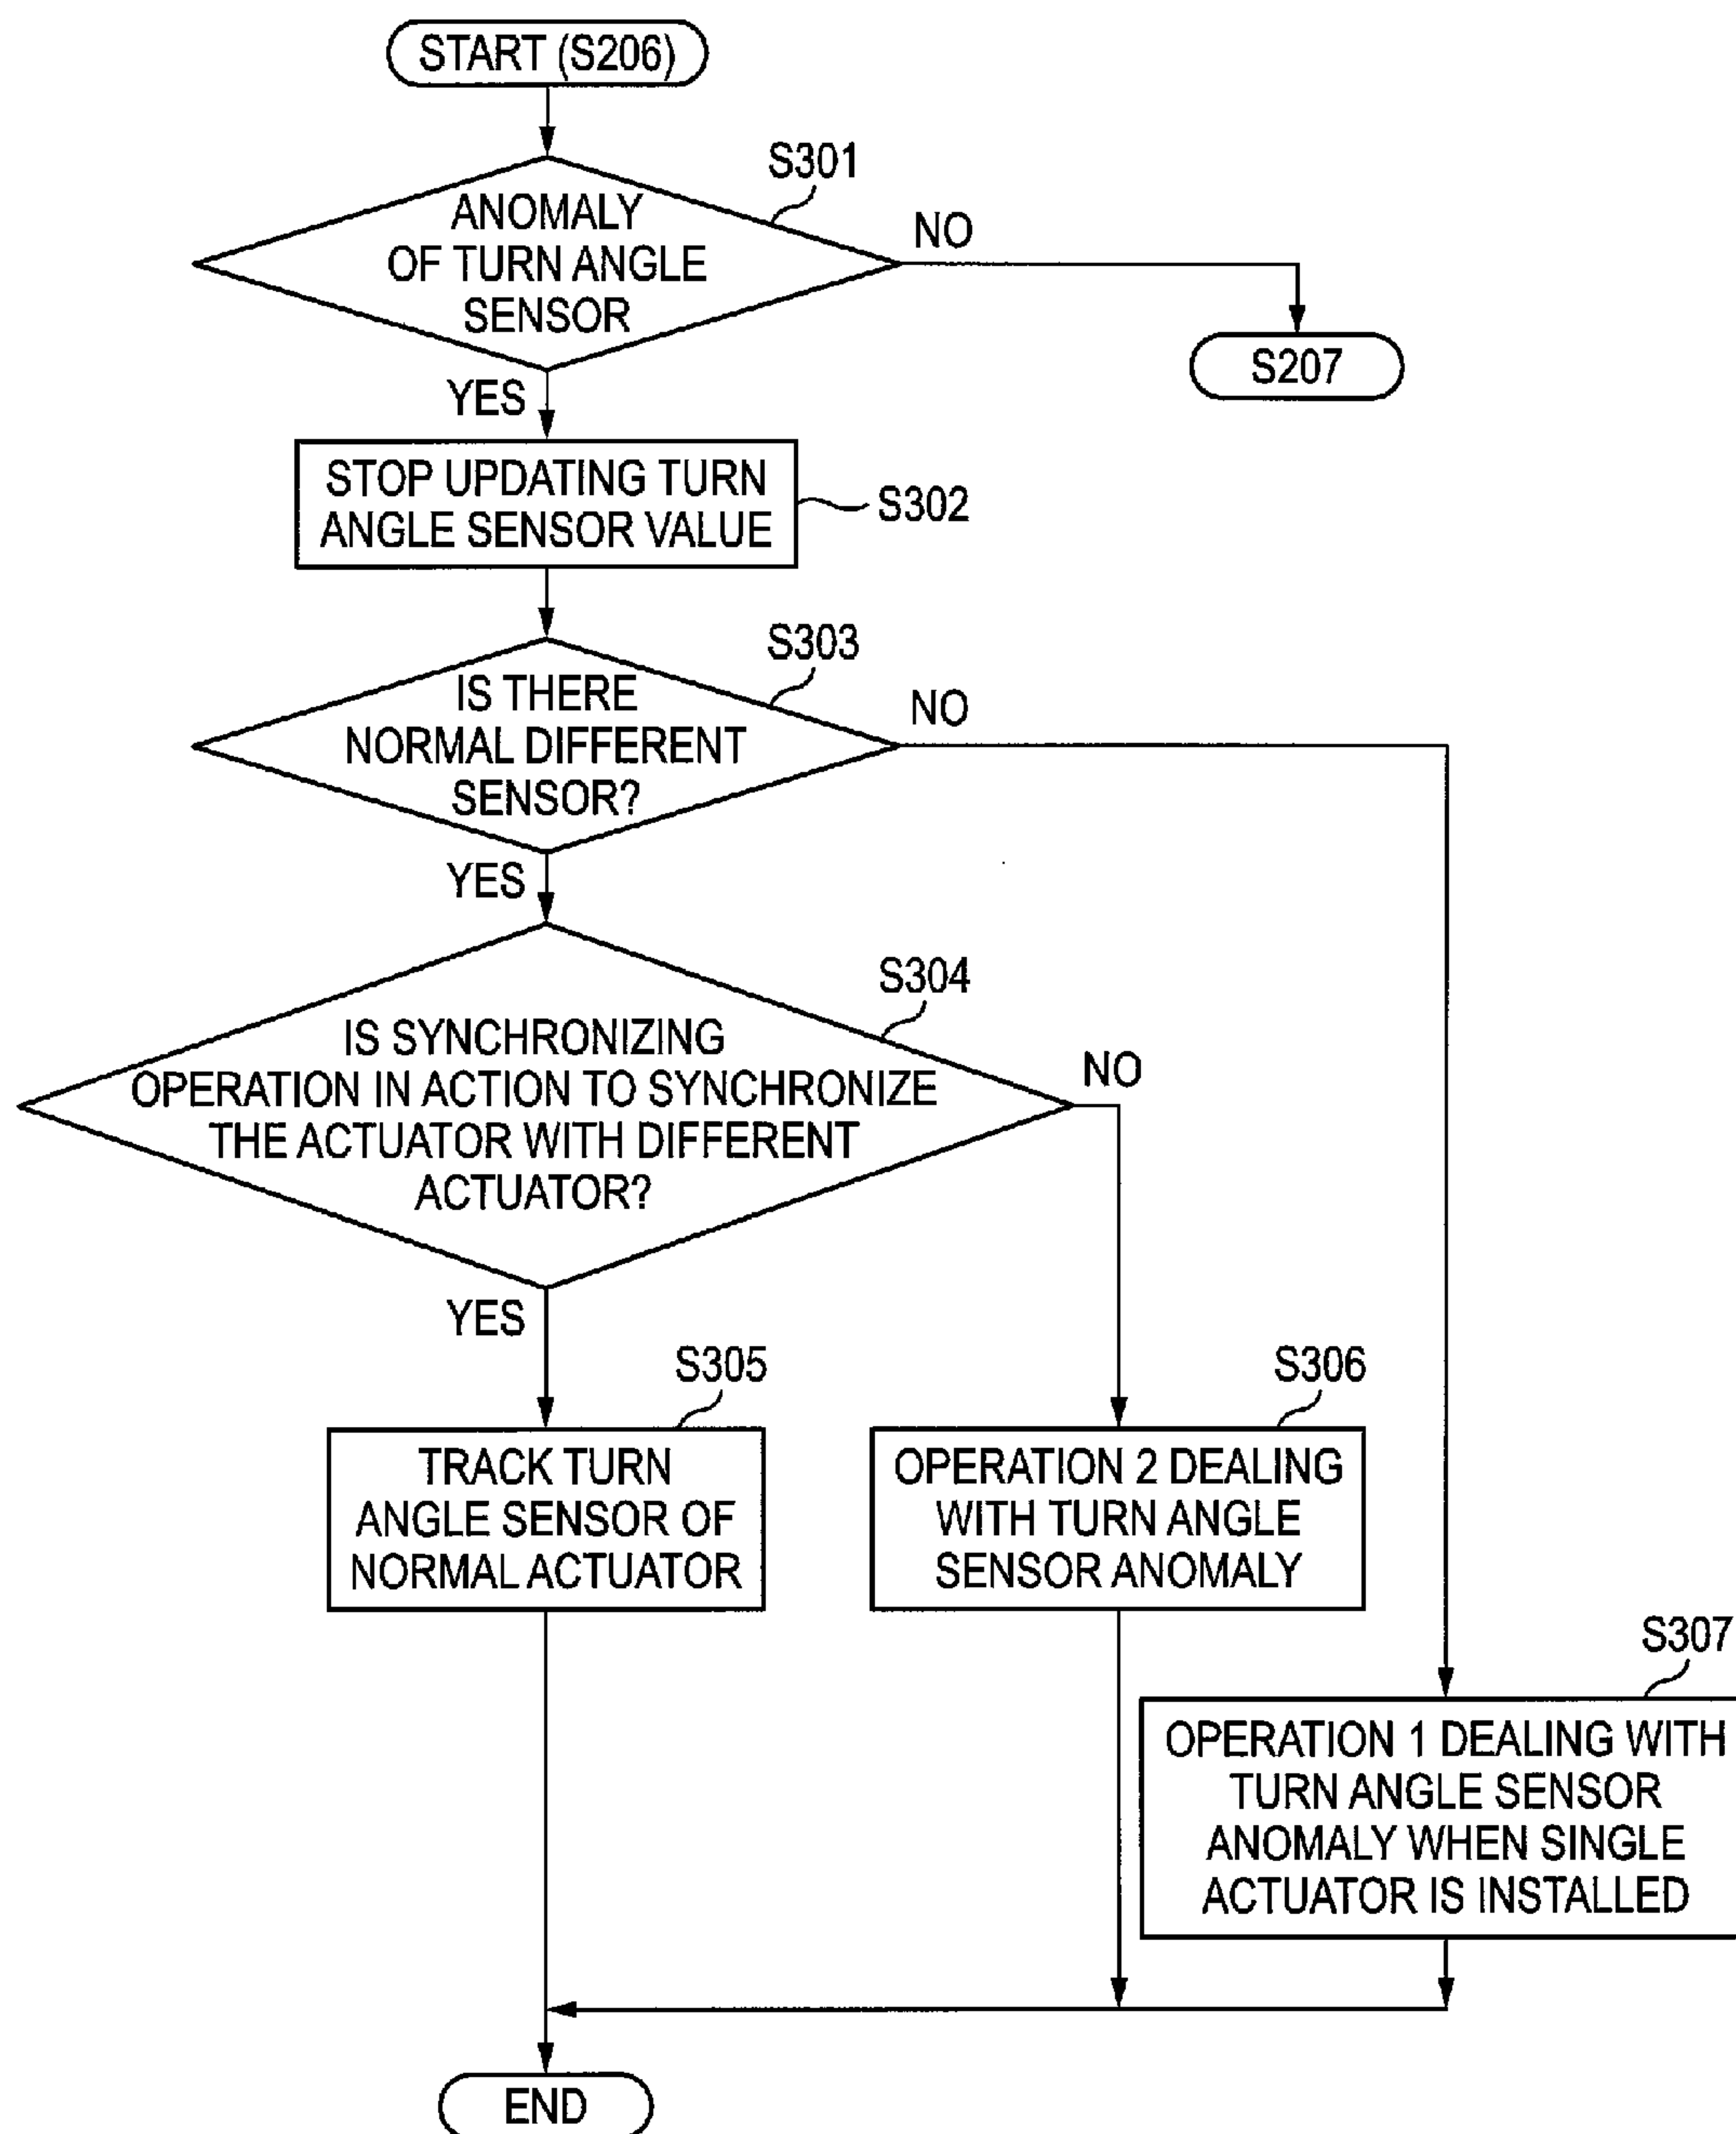 START (S206)
S301
ANOMALY
OF TURN ANGLE
SENSOR
NO
S207
YES
STOP UPDATING TURN
ANGLE SENSOR VALUE
S302
S303
IS THERE
NORMAL DIFFERENT
SENSOR?
NO
YES
S304
IS SYNCHRONIZING
OPERATION IN ACTION TO SYNCHRONIZE
THE ACTUATOR WITH DIFFERENT
ACTUATOR?
NO
YES
S305
TRACK TURN
ANGLE SENSOR OF
NORMAL ACTUATOR
S306
OPERATION 2 DEALING
WITH TURN ANGLE
SENSOR ANOMALY
S307
OPERATION 1 DEALING WITH
TURN ANGLE SENSOR
ANOMALY WHEN SINGLE
ACTUATOR IS INSTALLED
END